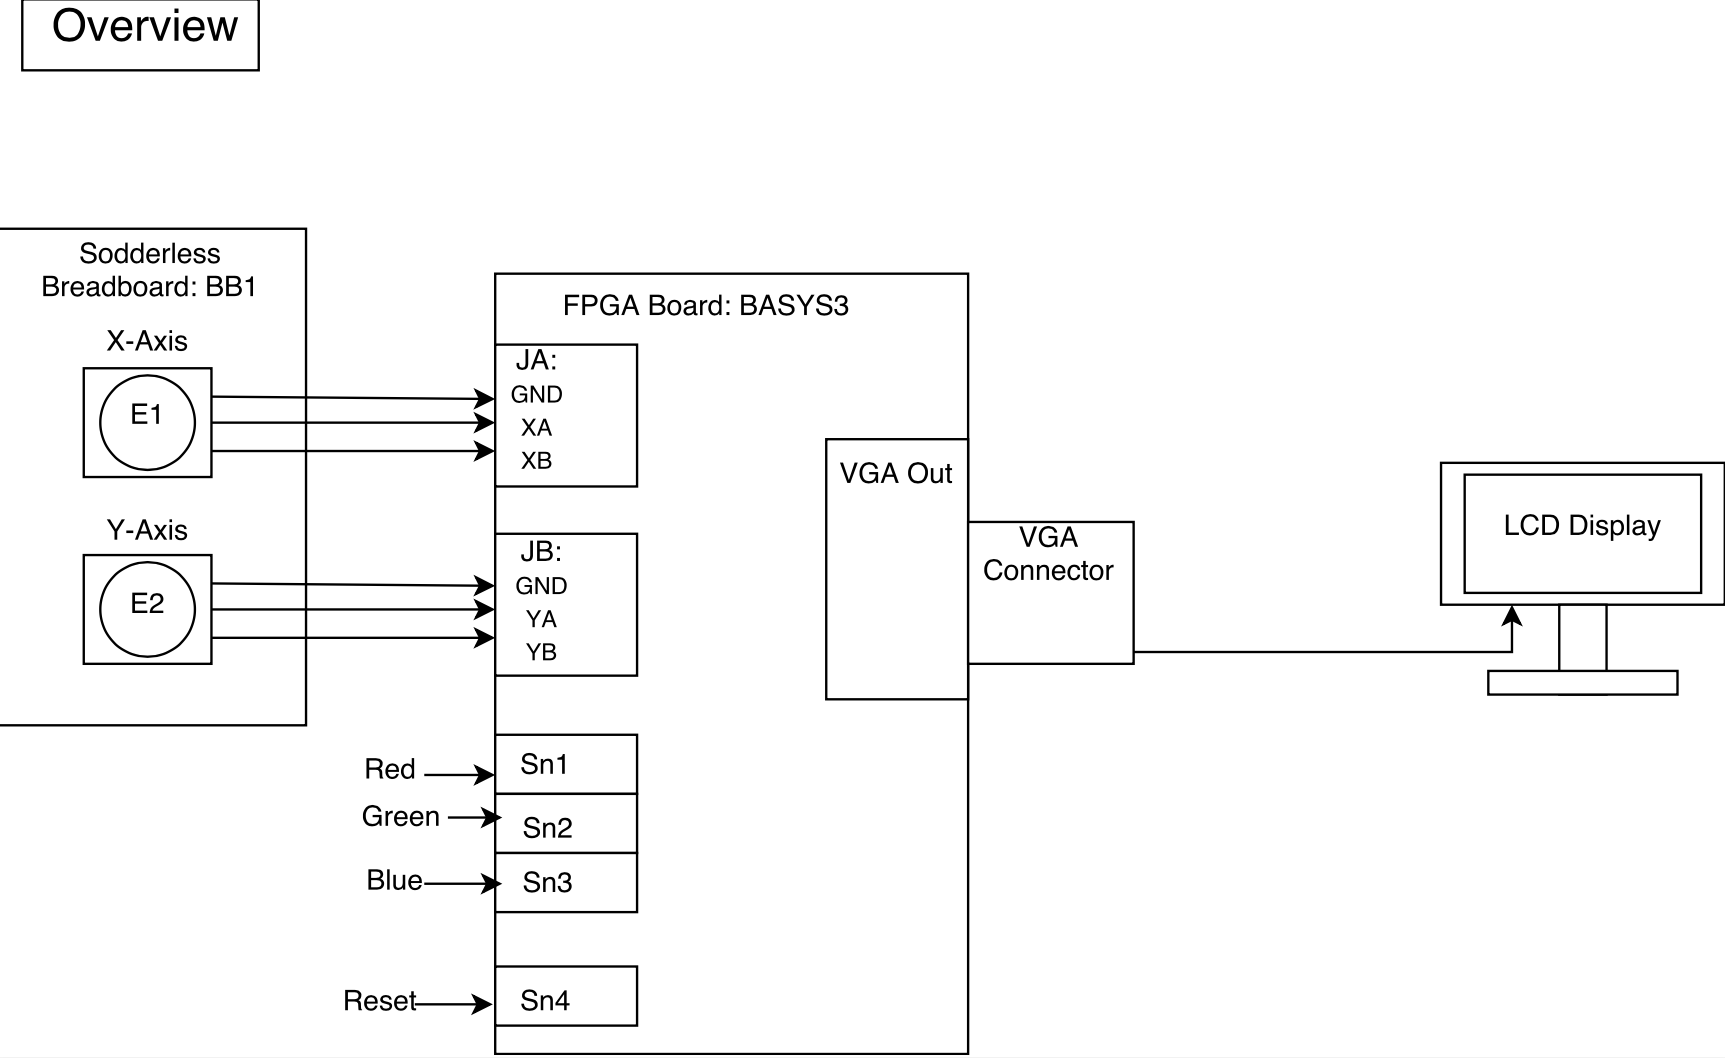 Overview
Sodderless
Breadboard: BB1
X-Axis
E1
Y-Axis
E2
FPGA Board: BASYS3
JA:
GND
XA
XB
JB:
GND
YA
YB
VGA Out
VGA
Connector
LCD Display
Red
Sn1
Green
Sn2
Blue
Sn3
Reset
Sn4